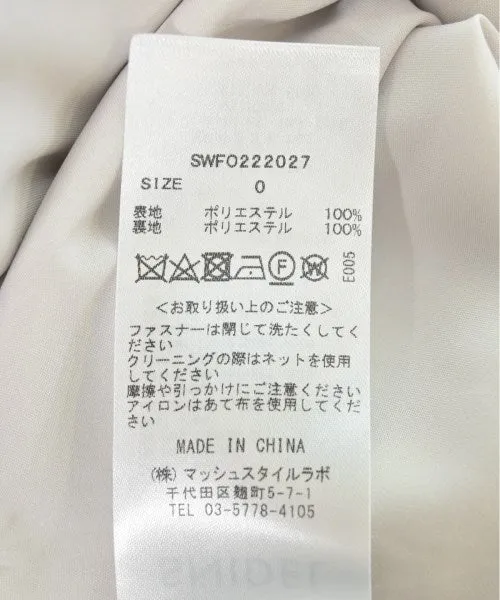 SWFO222027
SIZE 0
表地 ポリエステル 100%
裏地 ポリエステル 100%
F W E005
<お取り扱い上のご注意>
ファスナーは閉じて洗たくしてく
ださい
クリーニングの際はネットを使用
してください
摩擦や引っかけにご注意ください
アイロンはあて布を使用してくだ
さい
MADE IN CHINA
(株) マッシュスタイルラボ
千代田区麹町5-7-1
TEL 03-5778-4105